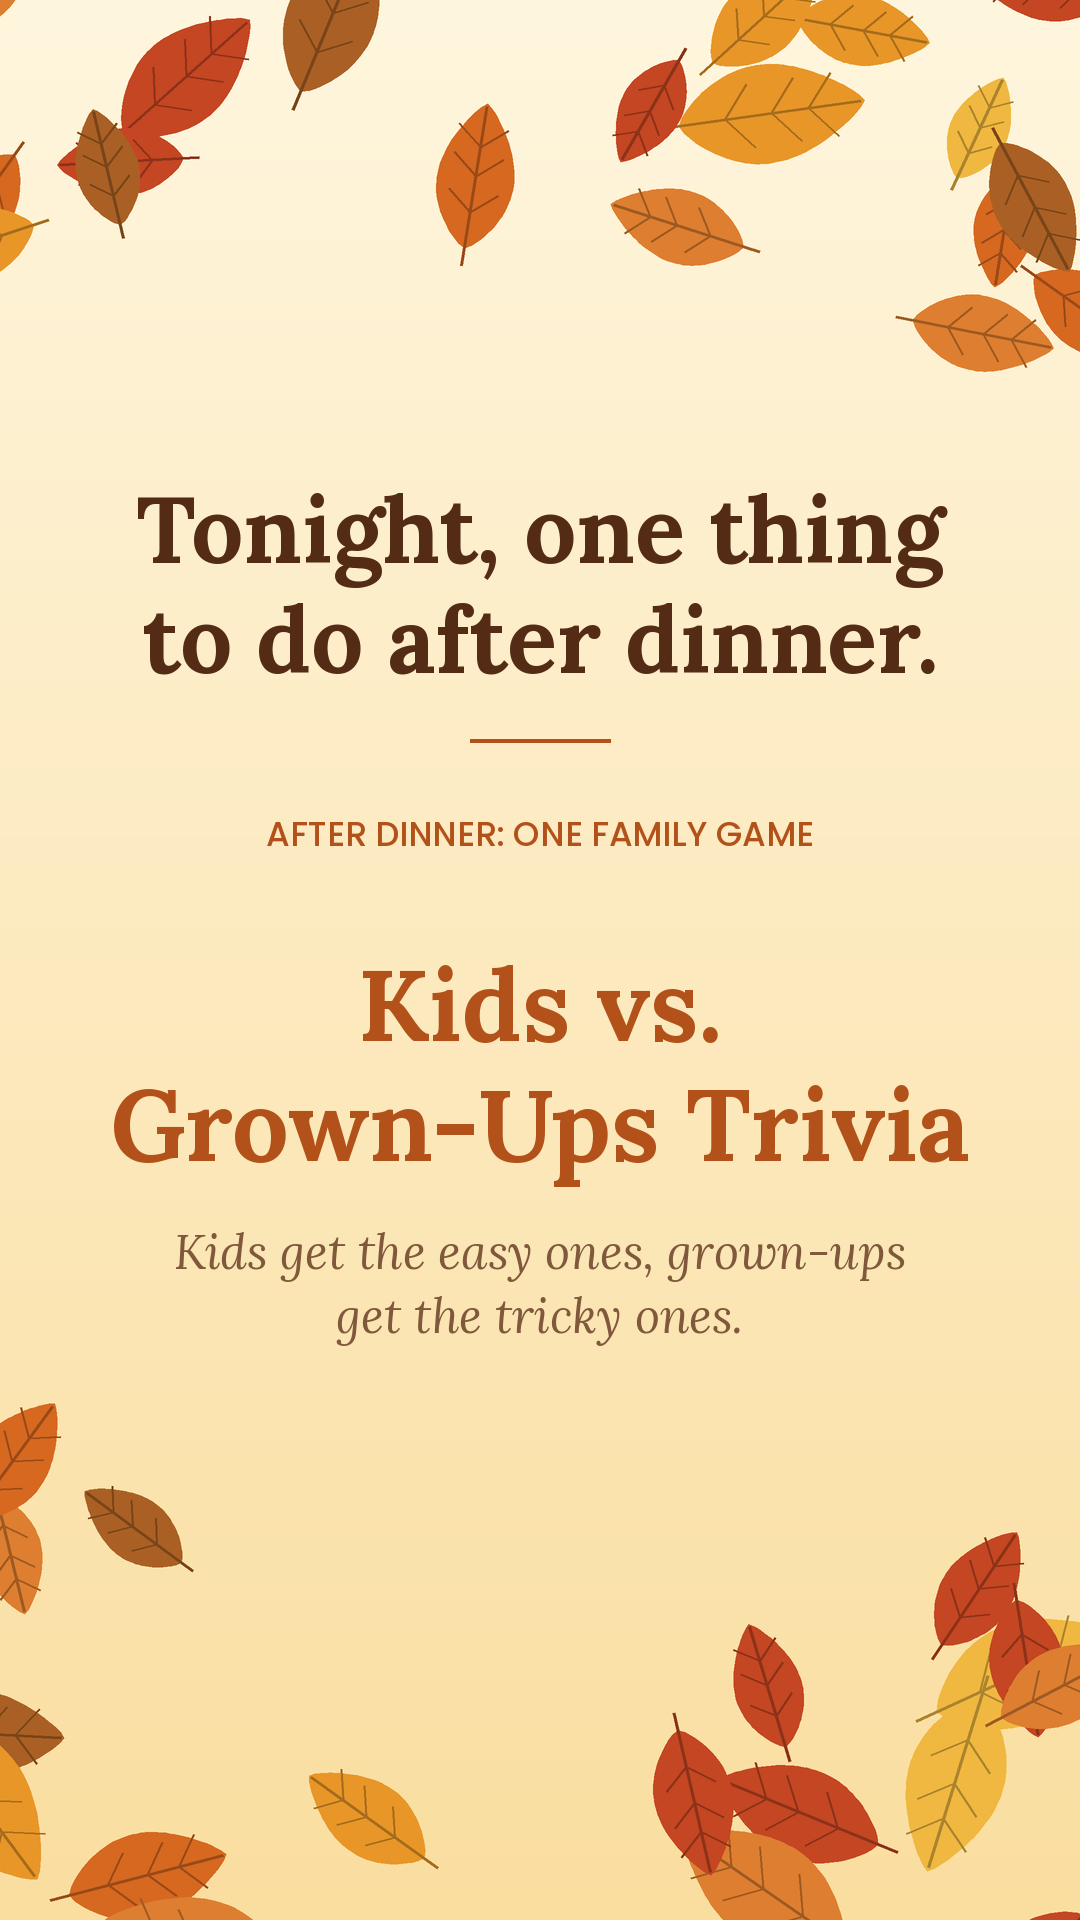 Tonight, one thing
to do after dinner.
AFTER DINNER: ONE FAMILY GAME
Kids vs.
Grown-Ups Trivia
Kids get the easy ones, grown-ups
get the tricky ones.